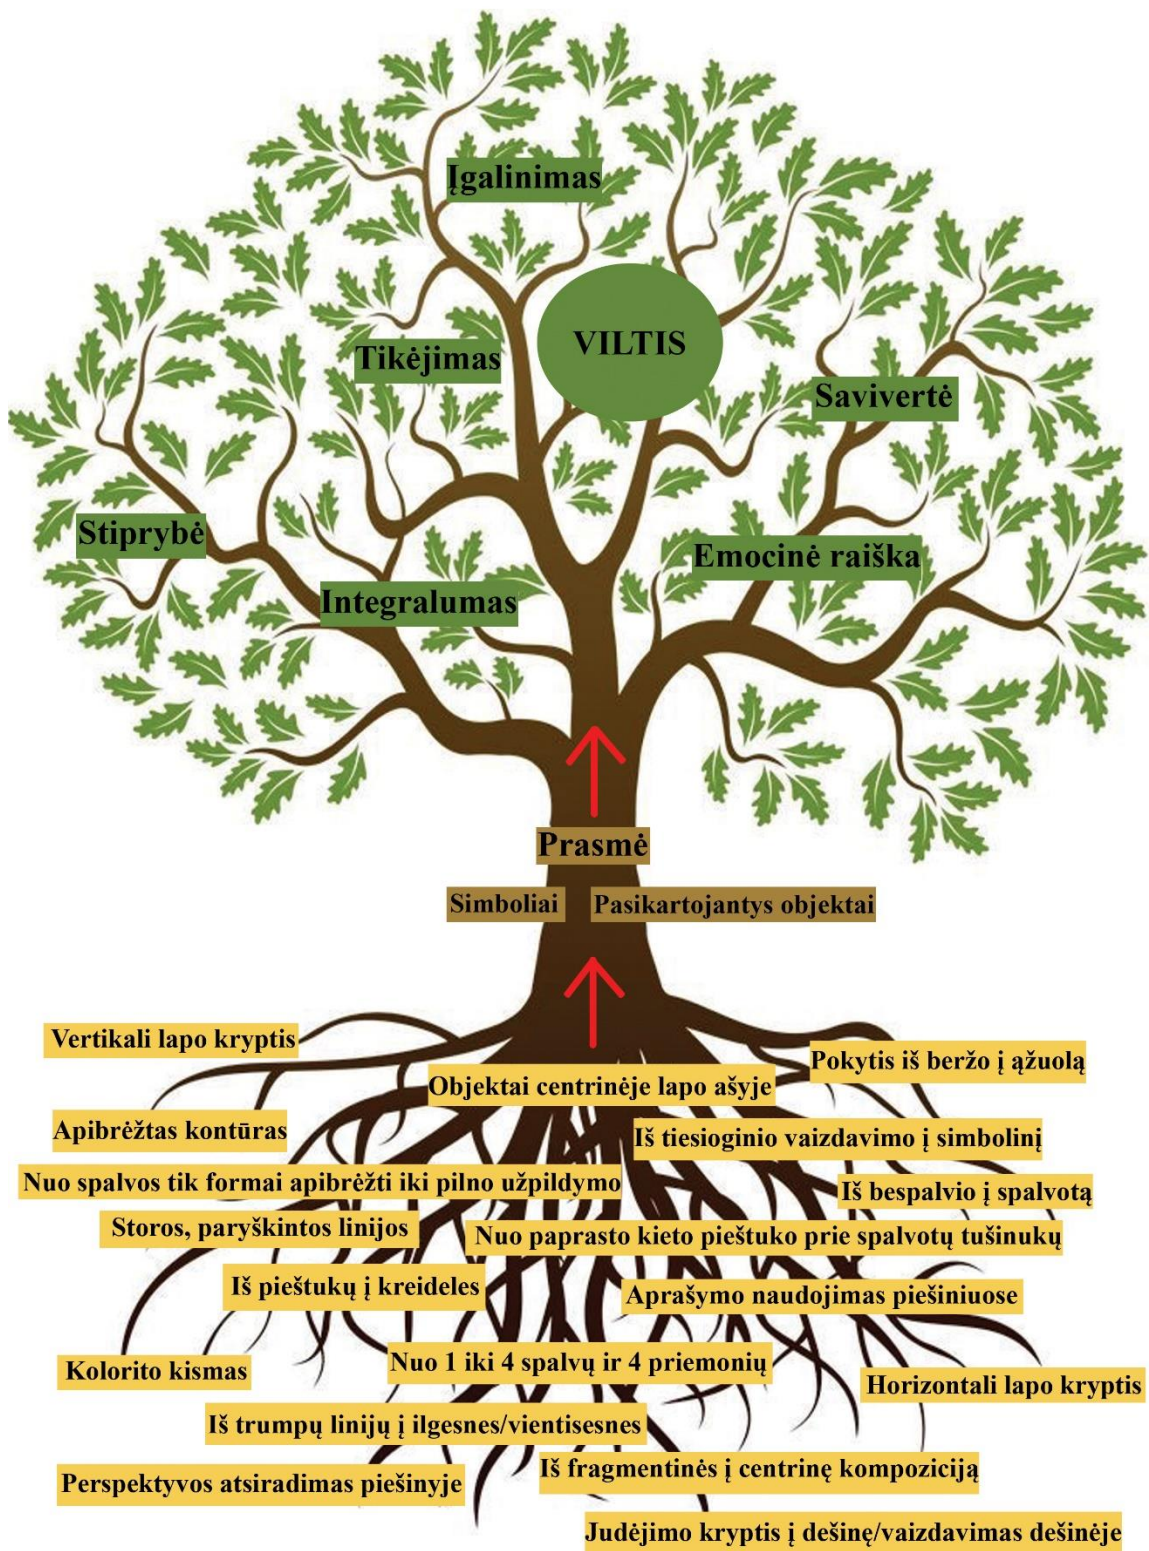 Įgalinimas
VILTIS
Tikėjimas
Savivertė
Stiprybė
Emocinė raiška
Integralumas
Prasmė
Simboliai
Pasikartojantys objektai
Vertikali lapo kryptis
Pokytis iš beržo į ąžuolą
Objektai centrinėje lapo ašyje
Apibrėžtas kontūras
Iš tiesioginio vaizdavimo į simbolinį
Nuo spalvos tik formai apibrėžti iki pilno užpildymo
Iš bespalvio į spalvotą
Storos, paryškintos linijos
Nuo paprasto kieto pieštuko prie spalvotų tušinukų
Iš pieštukų į kreideles
Aprašymo naudojimas piešiniuose
Kolorito kismas
Nuo 1 iki 4 spalvų ir 4 priemonių
Horizontali lapo kryptis
Iš trumpų linijų į ilgesnes/vientisesnes
Iš fragmentinės į centrinę kompoziciją
Perspektyvos atsiradimas piešinyje
Judėjimo kryptis į dešinę/vaizdavimas dešinėje